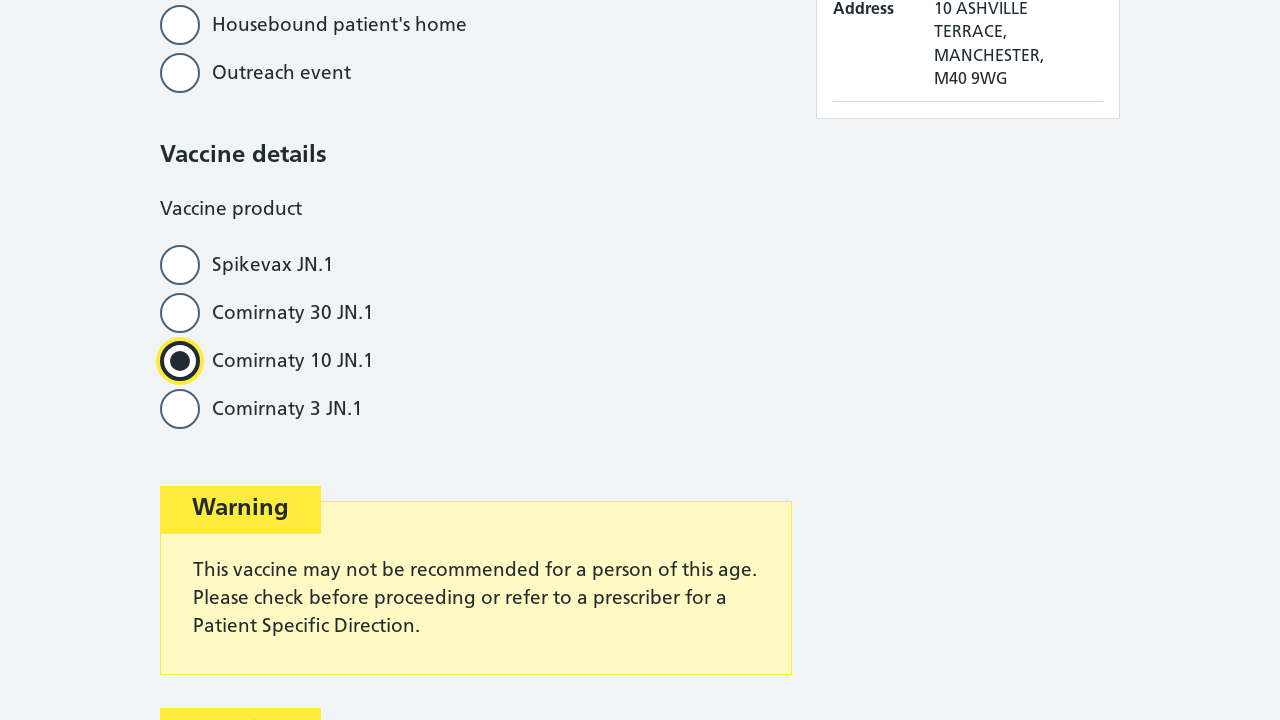 Housebound patient's home
Outreach event
Address
10 ASHVILLE
TERRACE,
MANCHESTER,
M40 9WG
Vaccine details
Vaccine product
Spikevax JN.1
Comirnaty 30 JN.1
Comirnaty 10 JN.1
Comirnaty 3 JN.1
Warning
This vaccine may not be recommended for a person of this age.
Please check before proceeding or refer to a prescriber for a
Patient Specific Direction.